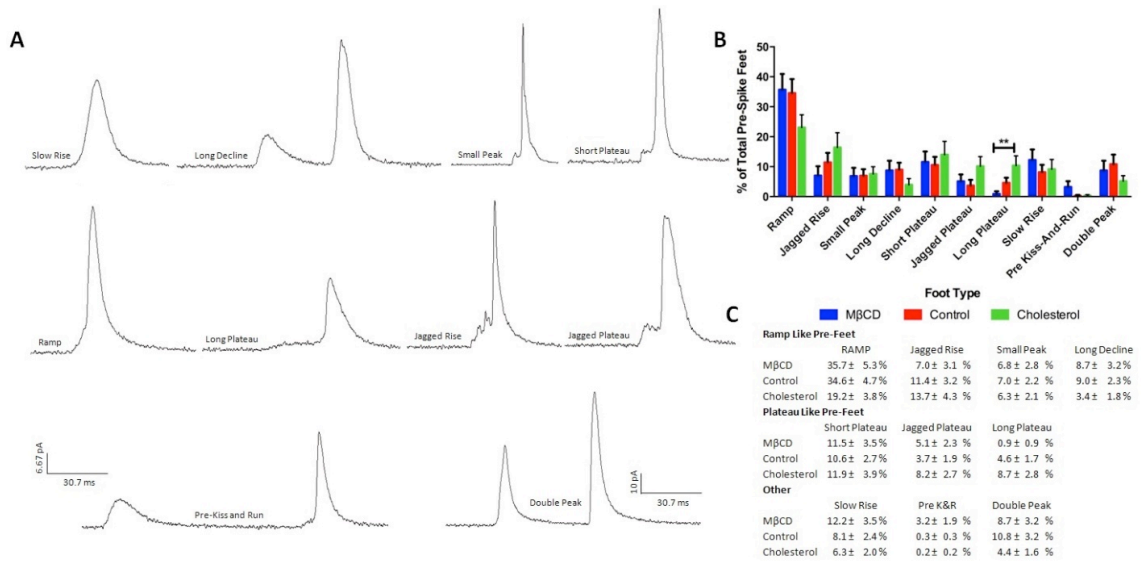 A
Slow Rise
Long Decline
Small Peak
Short Plateau
Ramp
Long Plateau
Jagged Rise
Jagged Plateau
6.67 pA
30.7 ms
Pre-Kiss and Run
Double Peak
10 pA
30.7 ms
B
% of Total Pre-Spike Feet
50
40
30
20
10
0
**
Ramp
Jagged Rise
Small Peak
Long Decline
Short Plateau
Jagged Plateau
Long Plateau
Slow Rise
Pre Kiss-And-Run
Double Peak
Foot Type
MβCD Control Cholesterol
C
Ramp Like Pre-Feet
RAMP Jagged Rise Small Peak Long Decline
MβCD 35.7± 5.3% 7.0± 3.1 % 6.8± 2.8 % 8.7± 3.2%
Control 34.6± 4.7% 11.4± 3.2 % 7.0± 2.2 % 9.0± 2.3%
Cholesterol 19.2± 3.8% 13.7± 4.3 % 6.3± 2.1 % 3.4± 1.8%
Plateau Like Pre-Feet
Short Plateau Jagged Plateau Long Plateau
MβCD 11.5± 3.5% 5.1± 2.3 % 0.9± 0.9 %
Control 10.6± 2.7% 3.7± 1.9 % 4.6± 1.7 %
Cholesterol 11.9± 3.9% 8.2± 2.7 % 8.7± 2.8 %
Other
Slow Rise Pre K&R Double Peak
MβCD 12.2± 3.5% 3.2± 1.9 % 8.7± 3.2 %
Control 8.1± 2.4% 0.3± 0.3 % 10.8± 3.2 %
Cholesterol 6.3± 2.0% 0.2± 0.2 % 4.4± 1.6 %